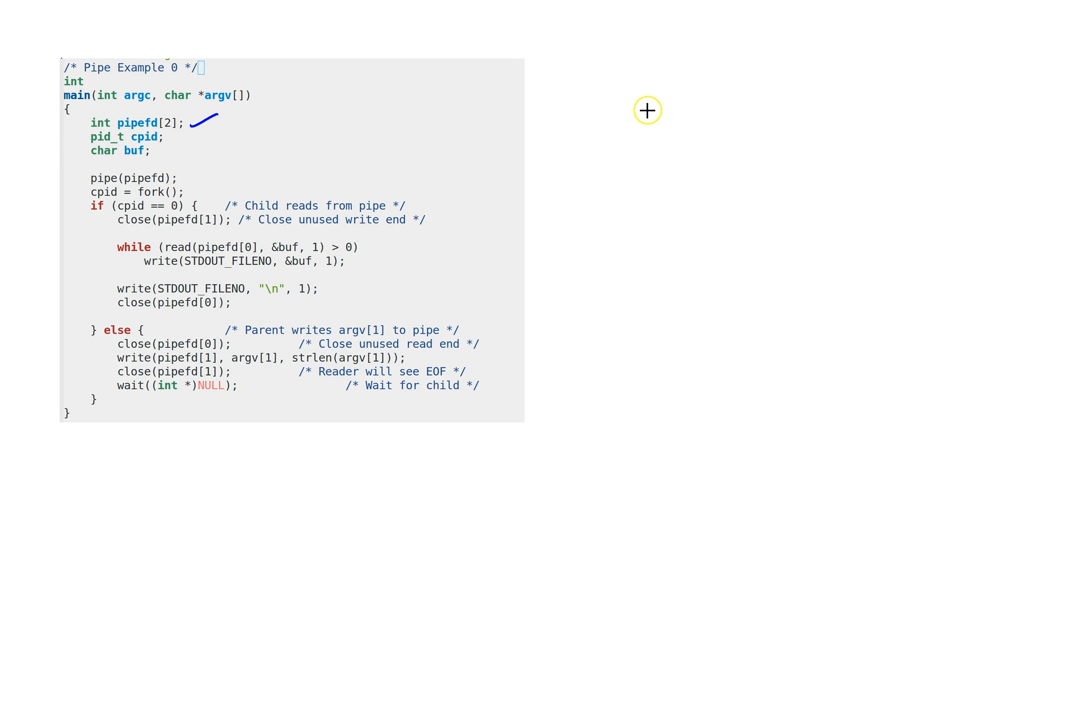 /* Pipe Example 0 */
int
main(int argc, char *argv[])
{
    int pipefd[2];
    pid_t cpid;
    char buf;

    pipe(pipefd);
    cpid = fork();
    if (cpid == 0) {    /* Child reads from pipe */
        close(pipefd[1]); /* Close unused write end */

        while (read(pipefd[0], &buf, 1) > 0)
            write(STDOUT_FILENO, &buf, 1);

        write(STDOUT_FILENO, "\n", 1);
        close(pipefd[0]);

    } else {            /* Parent writes argv[1] to pipe */
        close(pipefd[0]);          /* Close unused read end */
        write(pipefd[1], argv[1], strlen(argv[1]));
        close(pipefd[1]);          /* Reader will see EOF */
        wait((int *)NULL);                /* Wait for child */
    }
}